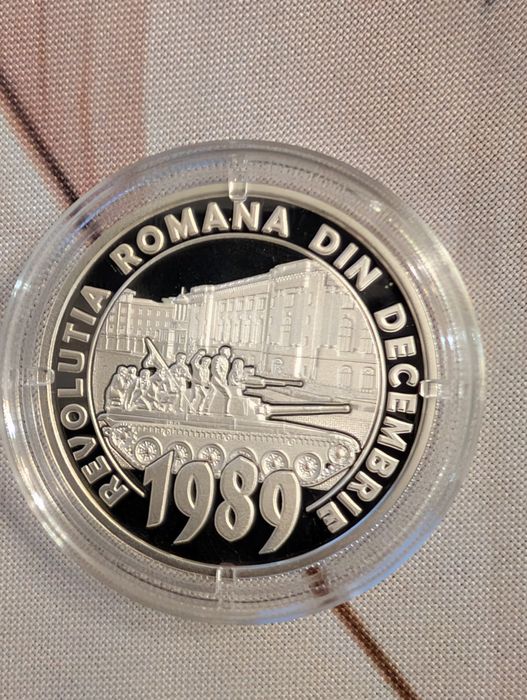 REVOLUTIA ROMANA DIN DECEMBRIE
1989